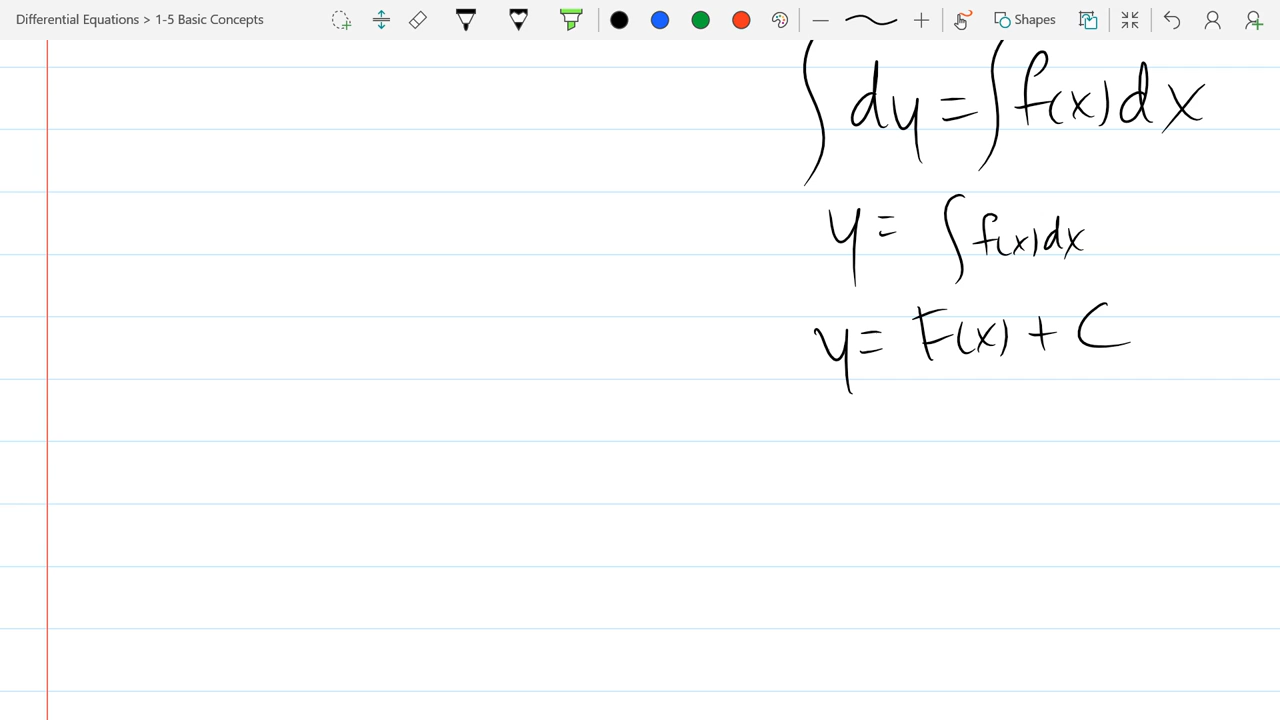 Differential Equations > 1-5 Basic Concepts
Shapes
∫ dy = ∫ f(x) dx
y = ∫ f(x) dx
y = F(x) + C